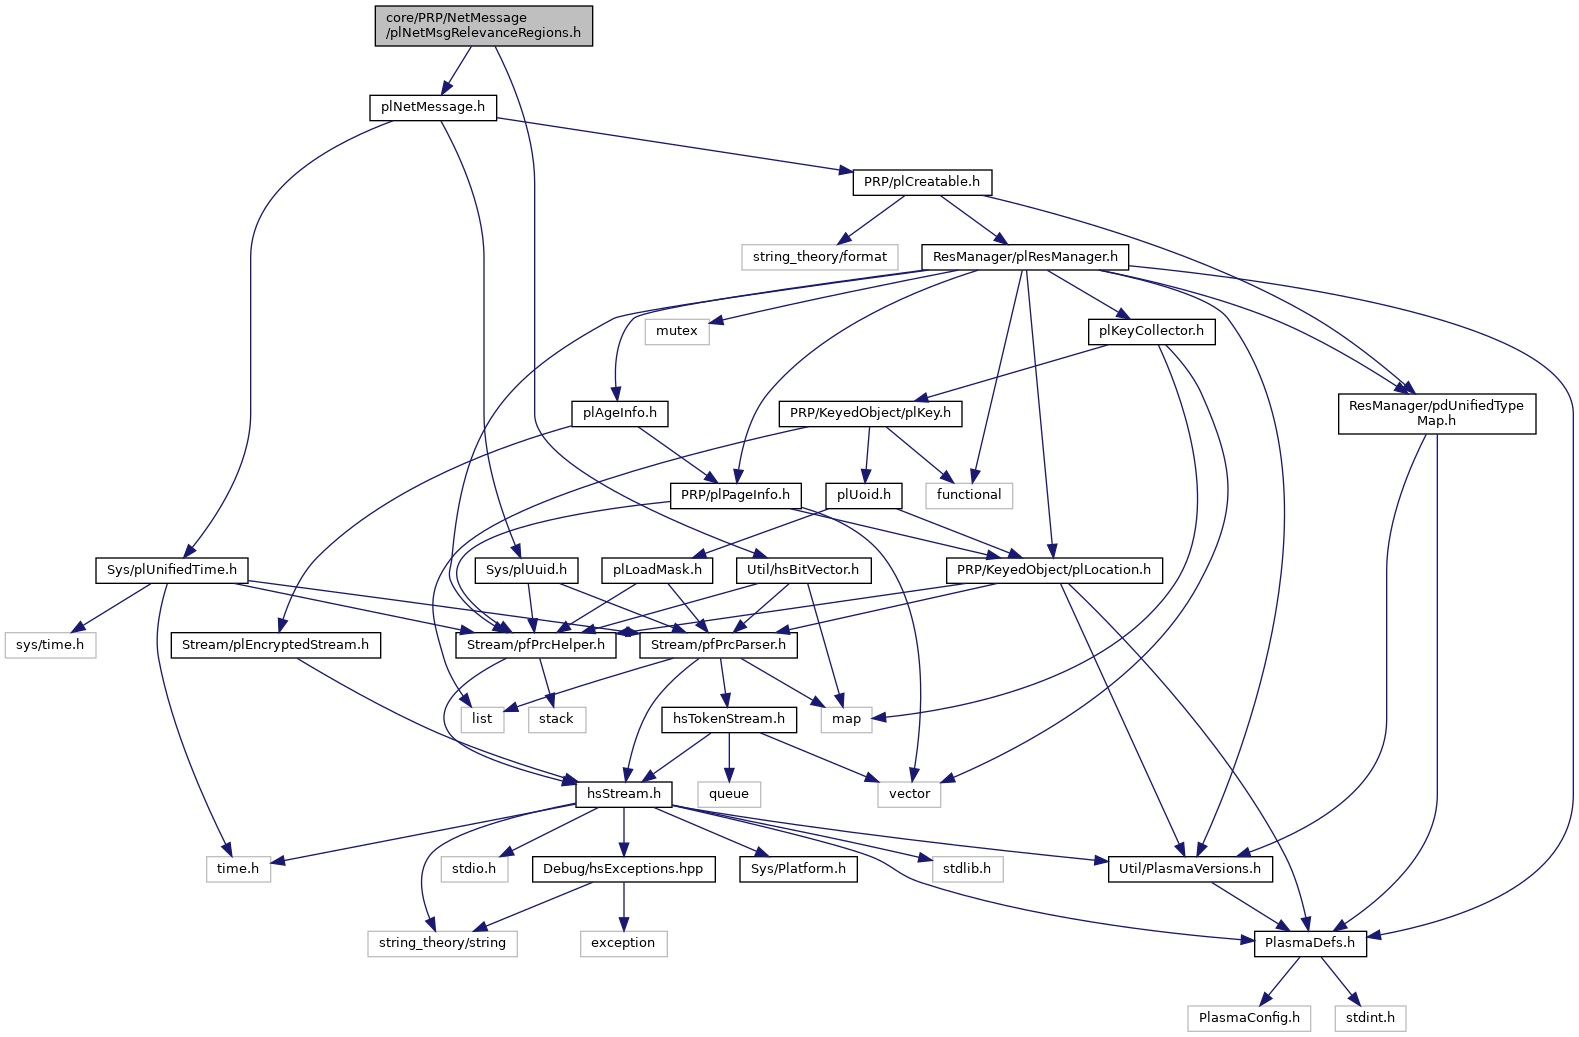 core/PRP/NetMessage
/plNetMsgRelevanceRegions.h
plNetMessage.h
PRP/plCreatable.h
string_theory/format
ResManager/plResManager.h
mutex
plKeyCollector.h
plAgeInfo.h
PRP/KeyedObject/plKey.h
ResManager/pdUnifiedType
Map.h
PRP/plPageInfo.h
plUoid.h
functional
Sys/plUnifiedTime.h
Sys/plUuid.h
plLoadMask.h
Util/hsBitVector.h
PRP/KeyedObject/plLocation.h
sys/time.h
Stream/plEncryptedStream.h
Stream/pfPrcHelper.h
Stream/pfPrcParser.h
list
stack
hsTokenStream.h
map
hsStream.h
queue
vector
time.h
stdio.h
Debug/hsExceptions.hpp
Sys/Platform.h
stdlib.h
Util/PlasmaVersions.h
string_theory/string
exception
PlasmaDefs.h
PlasmaConfig.h
stdint.h